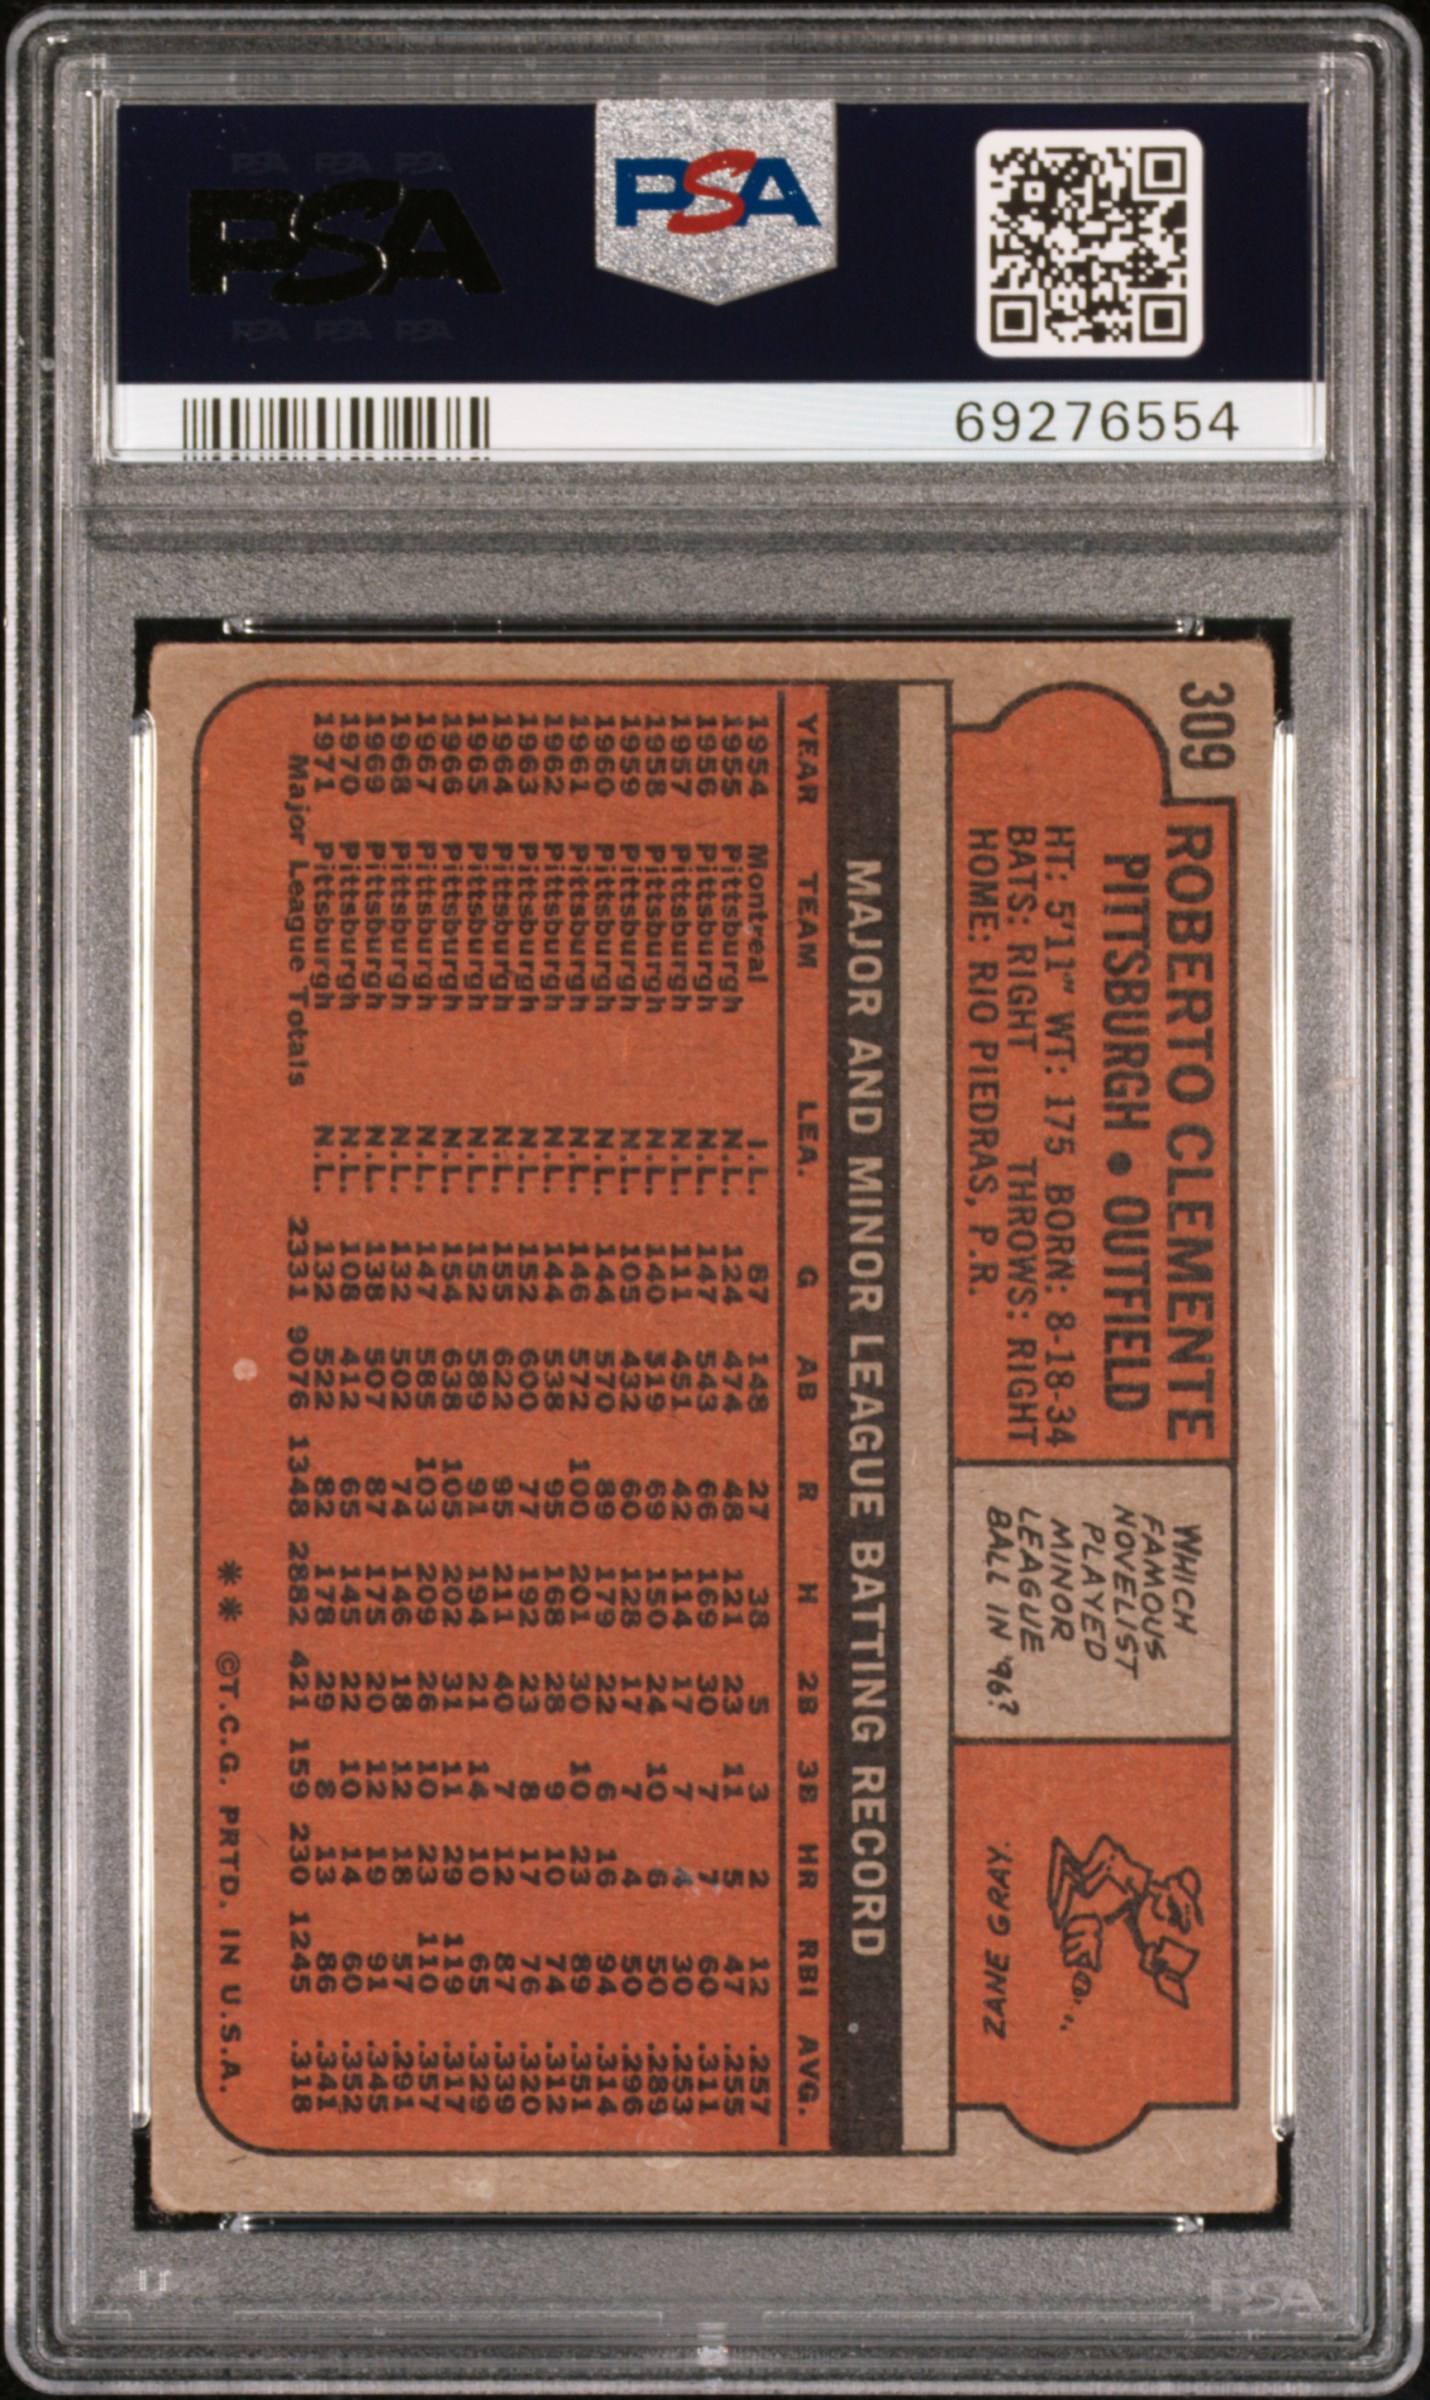 PSA PSA PSA
PSA
PSA PSA PSA
PSA
69276554
309
ROBERTO CLEMENTE
PITTSBURGH • OUTFIELD
HT: 5'11" WT: 175 BORN: 8-18-34
BATS: RIGHT THROWS: RIGHT
HOME: RIO PIEDRAS, P.R.
WHICH
FAMOUS
NOVELIST
PLAYED
MINOR
LEAGUE
BALL IN '96?
ZANE GRAY.
MAJOR AND MINOR LEAGUE BATTING RECORD
YEAR TEAM LEA. G AB R H 2B 3B HR RBI AVG.
1954 Montreal I.L. 87 148 27 38 5 3 2 12 .257
1955 Pittsburgh N.L. 124 474 48 121 23 11 5 47 .255
1956 Pittsburgh N.L. 147 543 66 169 30 7 7 60 .311
1957 Pittsburgh N.L. 111 451 42 114 17 7 4 30 .253
1958 Pittsburgh N.L. 140 519 69 150 24 10 6 50 .289
1959 Pittsburgh N.L. 105 432 60 128 17 7 4 50 .296
1960 Pittsburgh N.L. 144 570 89 179 22 6 16 94 .314
1961 Pittsburgh N.L. 146 572 100 201 30 10 23 89 .351
1962 Pittsburgh N.L. 144 538 95 168 28 9 10 74 .312
1963 Pittsburgh N.L. 152 600 77 192 23 8 17 76 .320
1964 Pittsburgh N.L. 155 622 95 211 40 7 12 87 .339
1965 Pittsburgh N.L. 152 589 91 194 21 14 10 65 .329
1966 Pittsburgh N.L. 154 638 105 202 31 11 29 119 .317
1967 Pittsburgh N.L. 147 585 103 209 26 10 23 110 .357
1968 Pittsburgh N.L. 132 502 74 146 18 12 18 57 .291
1969 Pittsburgh N.L. 138 507 87 175 20 12 19 91 .345
1970 Pittsburgh N.L. 108 412 65 145 22 10 14 60 .352
1971 Pittsburgh N.L. 132 522 82 178 29 8 13 86 .341
Major League Totals 2331 9076 1348 2882 421 159 230 1245 .318
** ©T.C.G. PRTD. IN U.S.A.
PSA